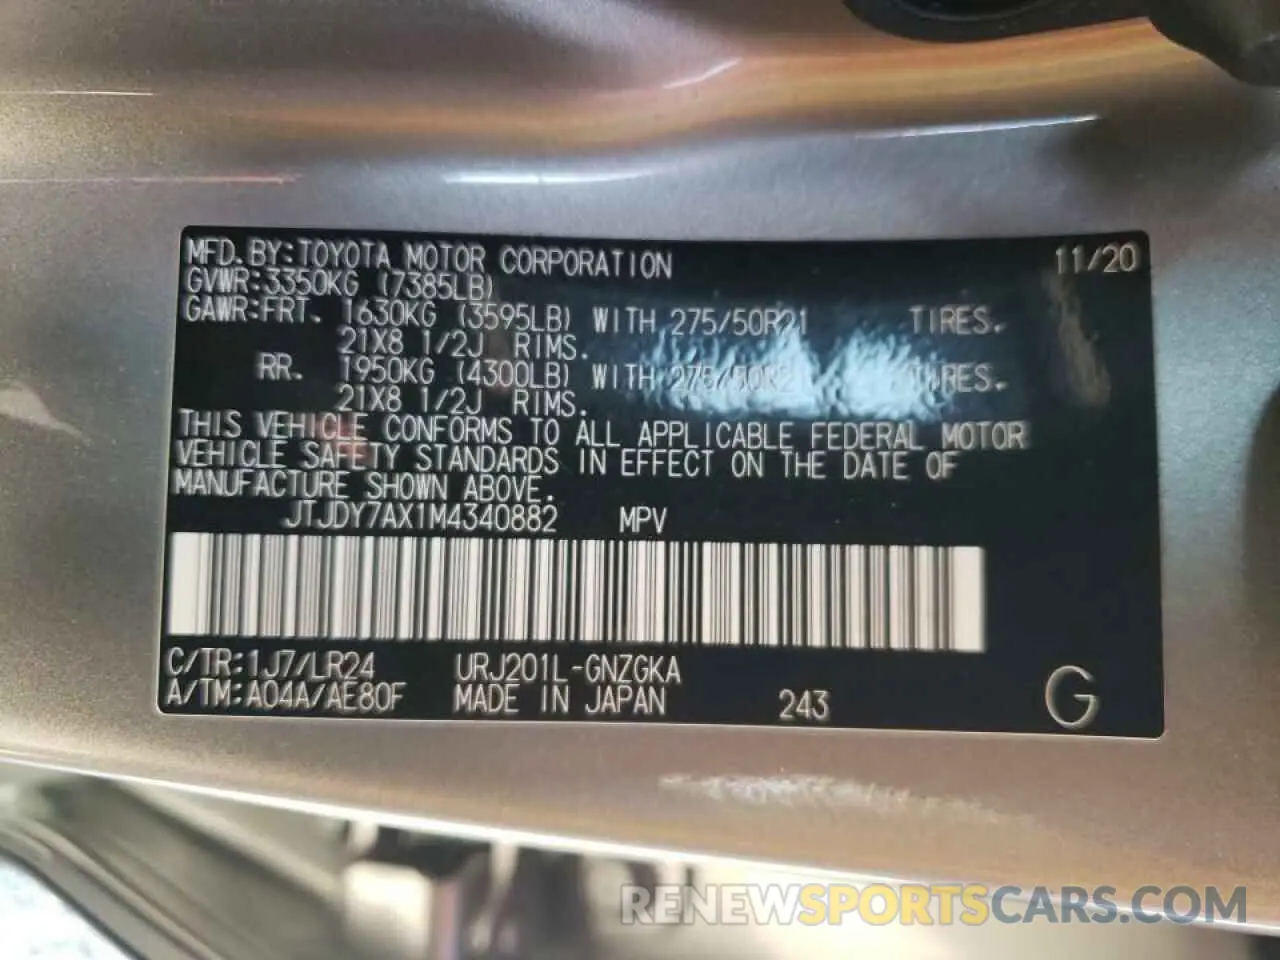 MFD. BY: TOYOTA MOTOR CORPORATION 11/20
GVWR: 3350KG (7385LB)
GAWR: FRT. 1630KG (3595LB) WITH 275/50R21 TIRES.
21X8 1/2J RIMS.
RR. 1950KG (4300LB) WITH 275/50R21 TIRES.
21X8 1/2J RIMS.
THIS VEHICLE CONFORMS TO ALL APPLICABLE FEDERAL MOTOR
VEHICLE SAFETY STANDARDS IN EFFECT ON THE DATE OF
MANUFACTURE SHOWN ABOVE.
JTJDY7AX1M4340882 MPV
C/TR: 1J7/LR24 URJ201L-GNZGKA
A/TM: A04A/AE80F MADE IN JAPAN 243 G
RENEWSPORTSCARS.COM